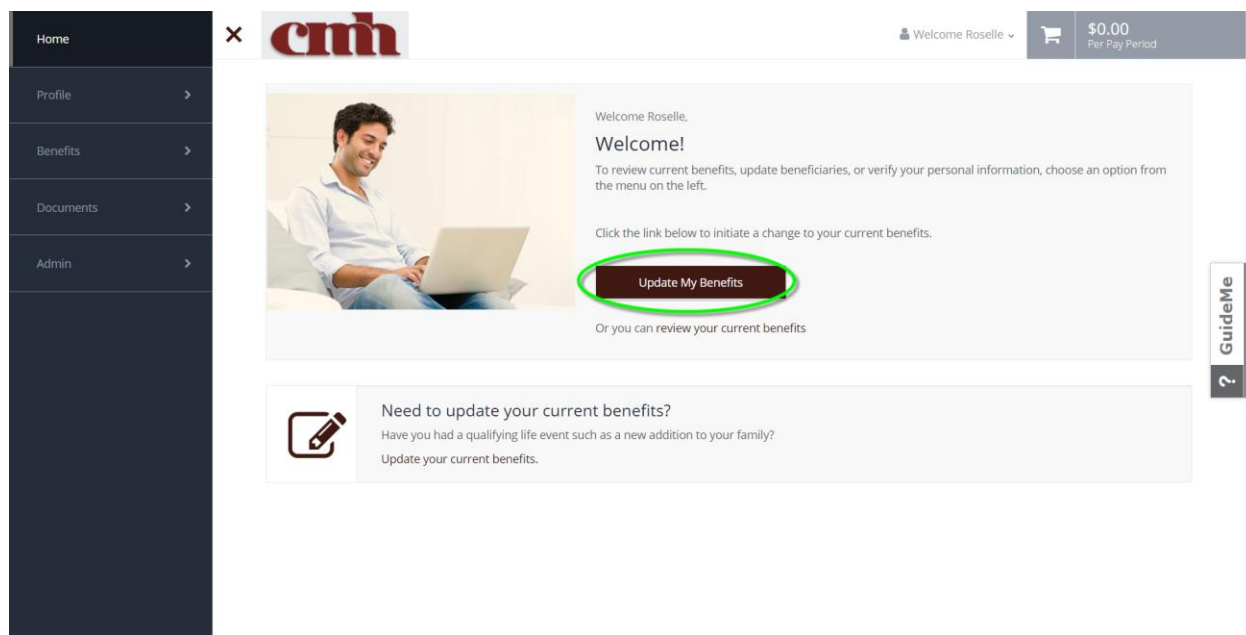 Home
Profile
Benefits
Documents
Admin
cmh
Welcome Roselle
$0.00
Per Pay Period
Welcome Roselle,
Welcome!
To review current benefits, update beneficiaries, or verify your personal information, choose an option from
the menu on the left.
Click the link below to initiate a change to your current benefits.
Update My Benefits
Or you can review your current benefits
Need to update your current benefits?
Have you had a qualifying life event such as a new addition to your family?
Update your current benefits.
? GuideMe